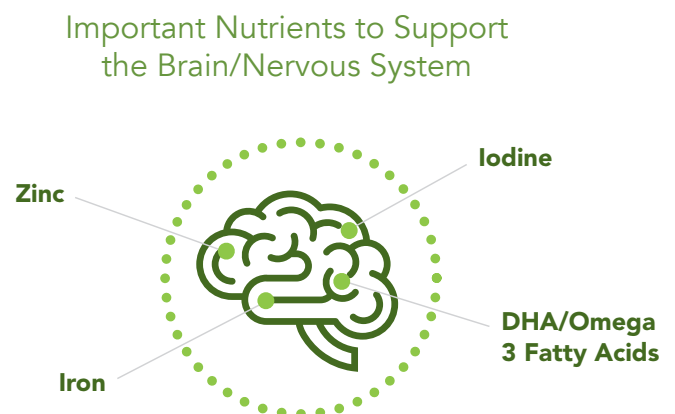 Important Nutrients to Support
the Brain/Nervous System
Iodine
Zinc
DHA/Omega
3 Fatty Acids
Iron